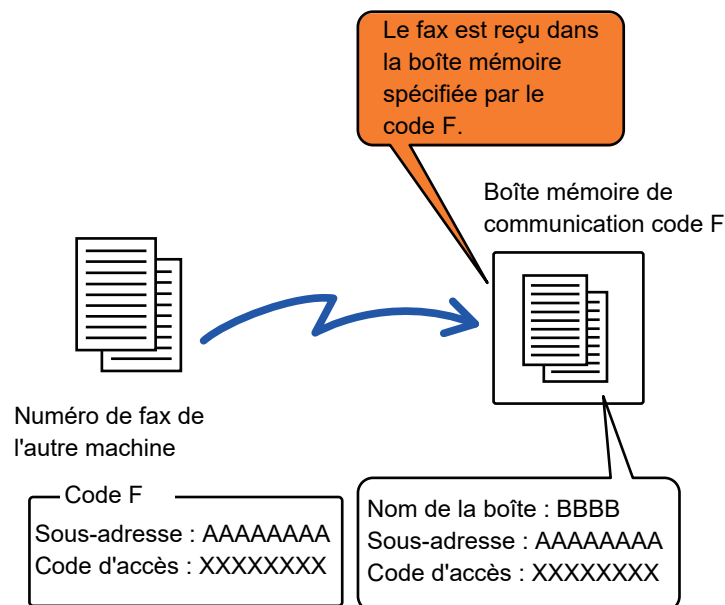 Le fax est reçu dans
la boîte mémoire
spécifiée par le
code F.
Boîte mémoire de
communication code F
Numéro de fax de
l'autre machine
Code F
Sous-adresse : AAAAAAAA
Code d'accès : XXXXXXXX
Nom de la boîte : BBBB
Sous-adresse : AAAAAAAA
Code d'accès : XXXXXXXX